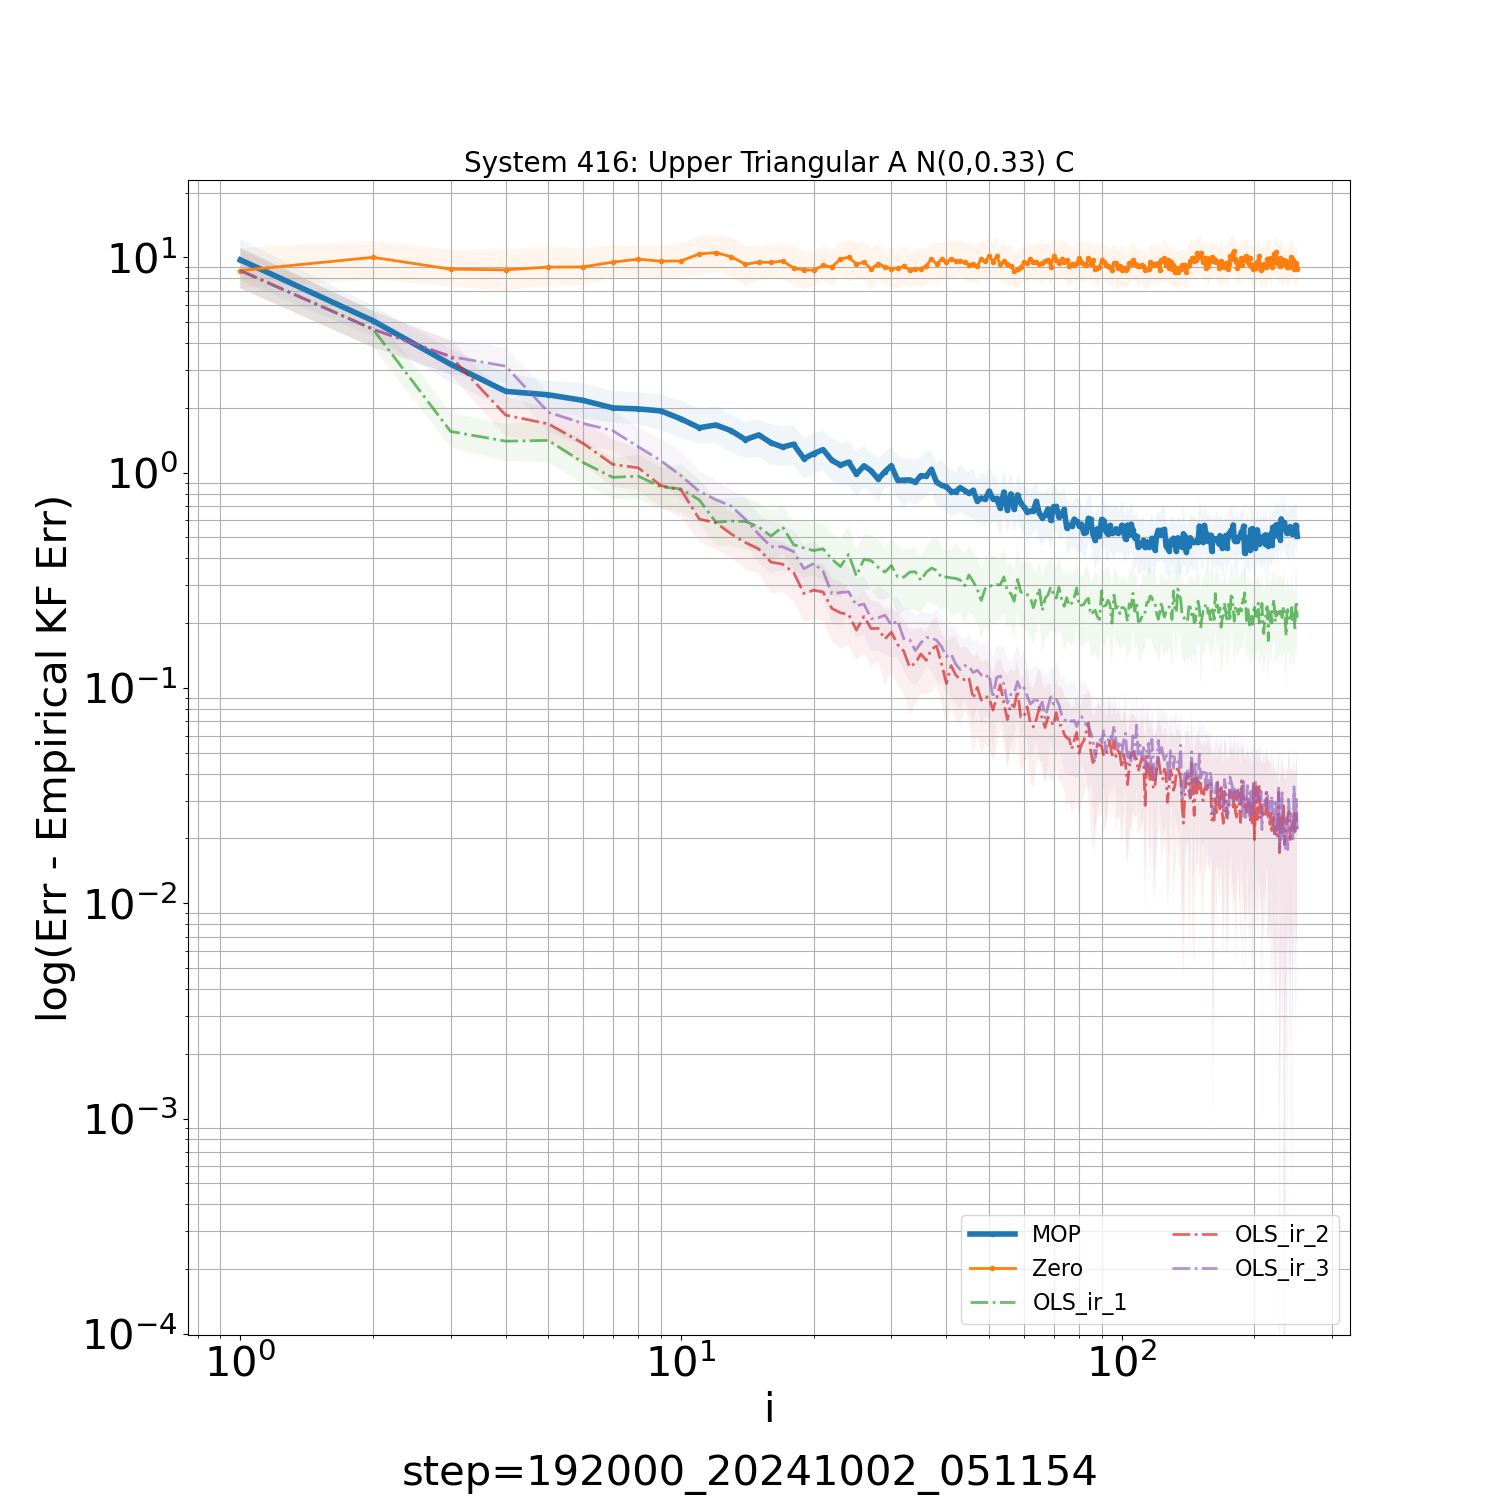 System 416: Upper Triangular A N(0,0.33) C
log(Err - Empirical KF Err)
10¹
10⁰
10⁻¹
10⁻²
10⁻³
10⁻⁴
MOP
Zero
OLS_ir_1
OLS_ir_2
OLS_ir_3
10⁰ 10¹ 10²
i
step=192000_20241002_051154